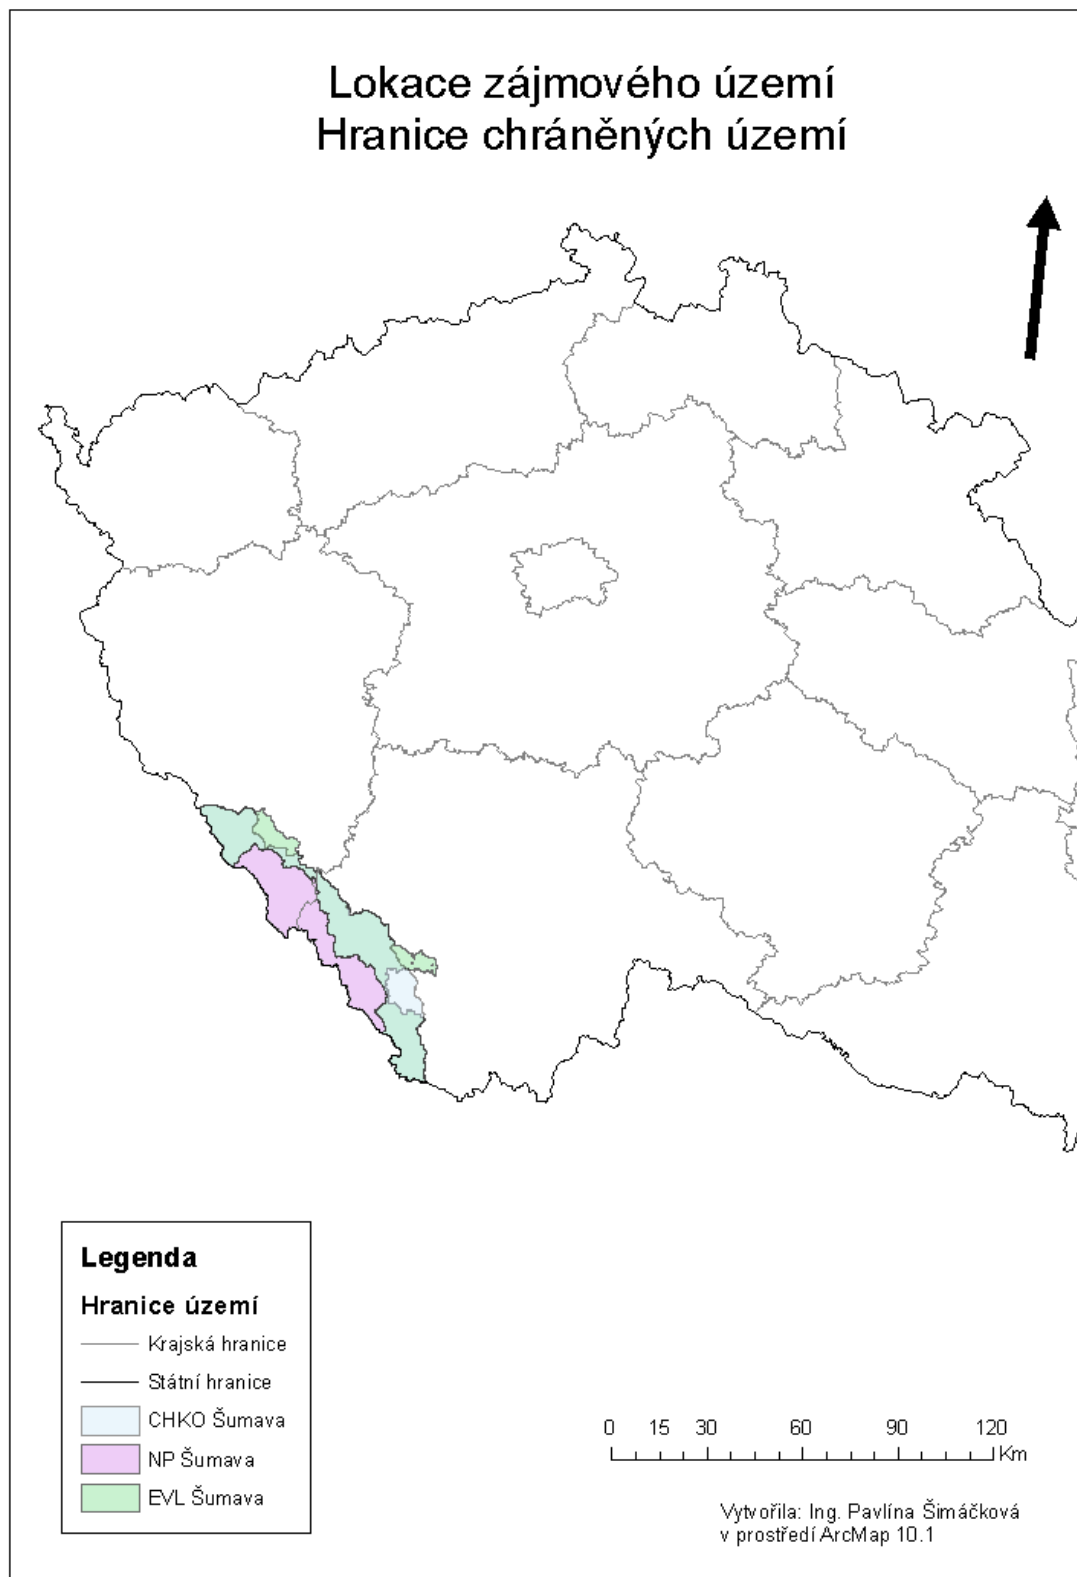 Lokace zájmového území
Hranice chráněných území
Legenda
Hranice území
Krajská hranice
Státní hranice
CHKO Šumava
NP Šumava
EVL Šumava
0 15 30 60 90 120
Km
Vytvořila: Ing. Pavlína Šimáčková
v prostředí ArcMap 10.1